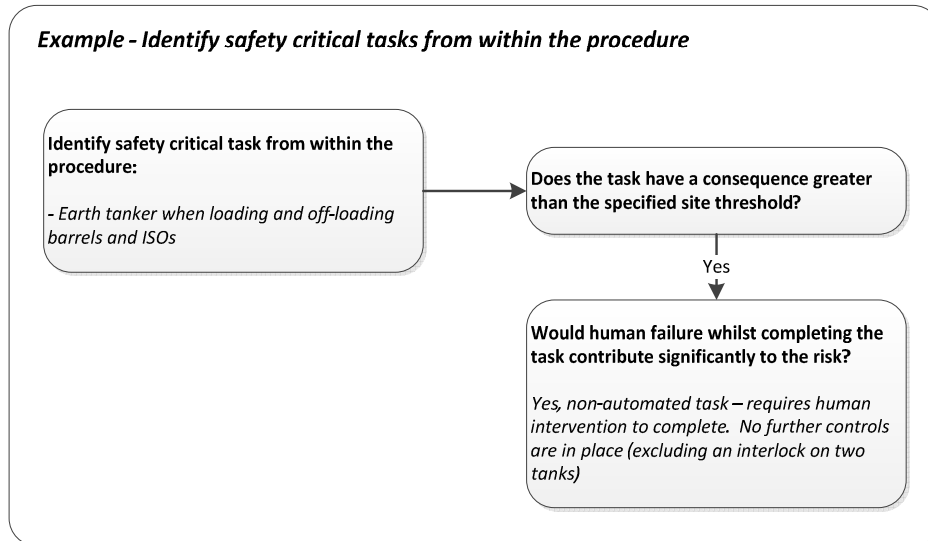 Example - Identify safety critical tasks from within the procedure
Identify safety critical task from within the
procedure:
- Earth tanker when loading and off-loading
barrels and ISOs
Does the task have a consequence greater
than the specified site threshold?
Yes
Would human failure whilst completing the
task contribute significantly to the risk?
Yes, non-automated task – requires human
intervention to complete.  No further controls
are in place (excluding an interlock on two
tanks)